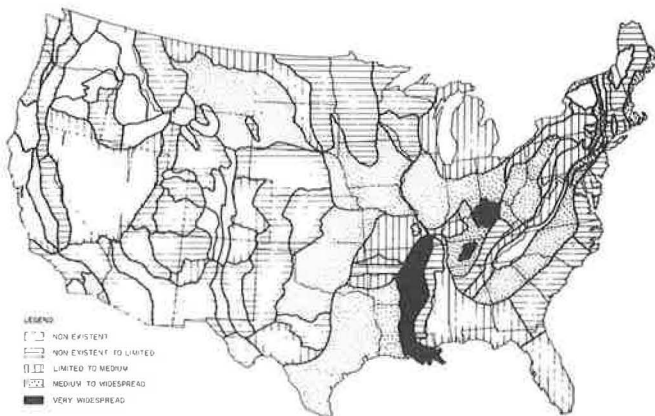 LEGEND
NON EXISTENT
NON EXISTENT TO LIMITED
LIMITED TO MEDIUM
MEDIUM TO WIDESPREAD
VERY WIDESPREAD